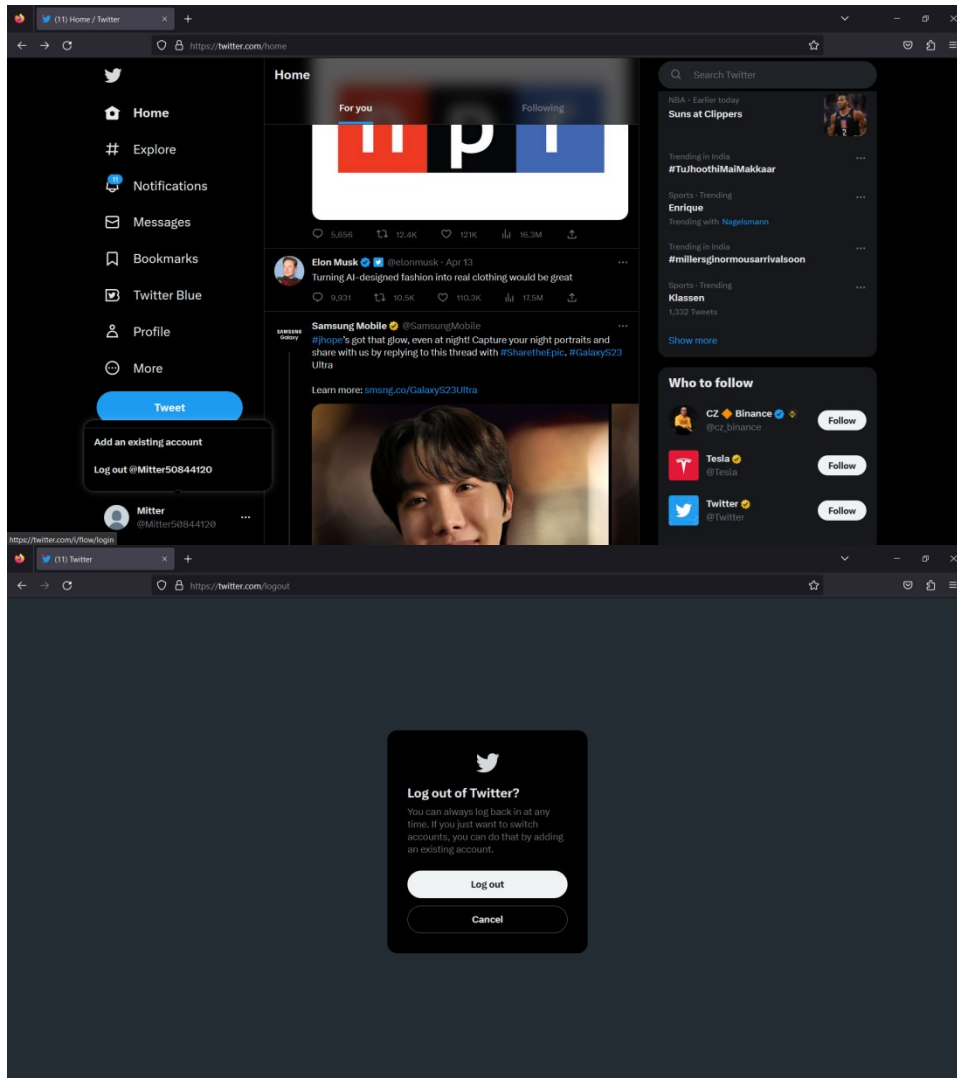 (11) Home / Twitter
https://twitter.com/home
Home
Explore
11
Notifications
Messages
Bookmarks
Twitter Blue
Profile
More
Tweet
Add an existing account
Log out @Mitter50844120
Mitter
@Mitter50844120
https://twitter.com/i/flow/login
Home
For you
Following
n p r
5,656 12.4K 121K 16.3M
Elon Musk @elonmusk · Apr 13
Turning AI-designed fashion into real clothing would be great
9,931 10.5K 110.3K 17.5M
SAMSUNG
Galaxy
Samsung Mobile @SamsungMobile
#jhope's got that glow, even at night! Capture your night portraits and
share with us by replying to this thread with #SharetheEpic. #GalaxyS23
Ultra
Learn more: smsng.co/GalaxyS23Ultra
Search Twitter
NBA · Earlier today
Suns at Clippers
Trending in India
#TuJhoothiMaiMakkaar
Sports · Trending
Enrique
Trending with Nagelsmann
Trending in India
#millersginormousarrivalsoon
Sports · Trending
Klassen
1,332 Tweets
Show more
Who to follow
CZ Binance
@cz_binance
Follow
Tesla
@Tesla
Follow
Twitter
@Twitter
Follow
(11) Twitter
https://twitter.com/logout
Log out of Twitter?
You can always log back in at any
time. If you just want to switch
accounts, you can do that by adding
an existing account.
Log out
Cancel